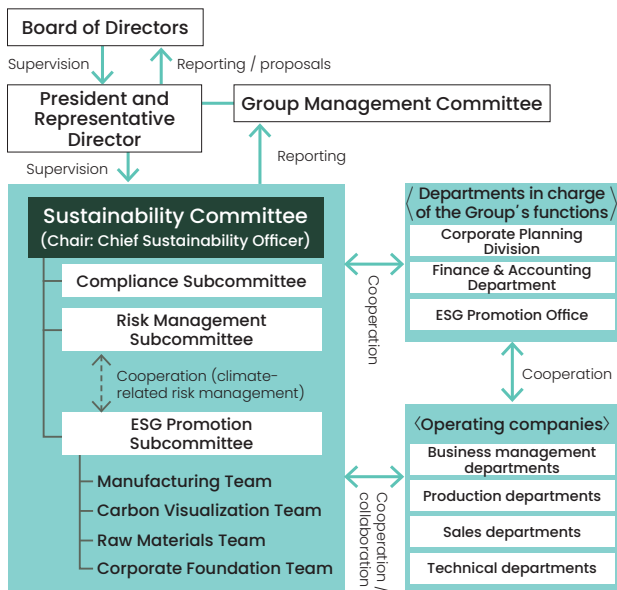 Board of Directors
Supervision
Reporting / proposals
President and
Representative
Director
Group Management Committee
Supervision
Reporting
Sustainability Committee
(Chair: Chief Sustainability Officer)
Compliance Subcommittee
Risk Management
Subcommittee
Cooperation (climate-
related risk management)
ESG Promotion
Subcommittee
Manufacturing Team
Carbon Visualization Team
Raw Materials Team
Corporate Foundation Team
Cooperation
Cooperation /
collaboration
〈Departments in charge
of the Group's functions〉
Corporate Planning
Division
Finance & Accounting
Department
ESG Promotion Office
Cooperation
〈Operating companies〉
Business management
departments
Production departments
Sales departments
Technical departments